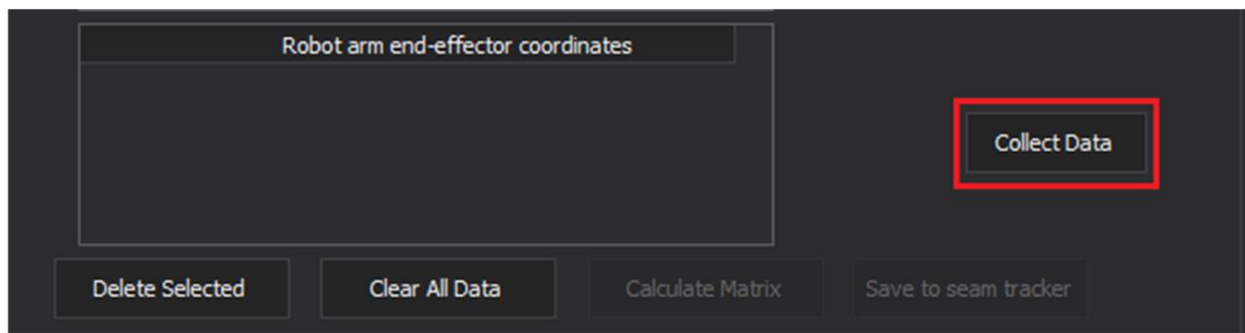 Robot arm end-effector coordinates
Collect Data
Delete Selected
Clear All Data
Calculate Matrix
Save to seam tracker